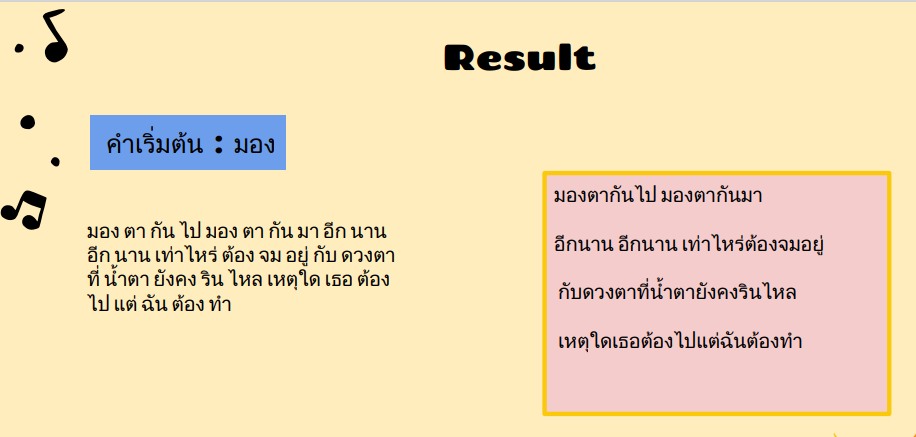 Result
คำเริ่มต้น : มอง
มอง ตา กัน ไป มอง ตา กัน มา อีก นาน
อีก นาน เท่าไหร่ ต้อง จม อยู่ กับ ดวงตา
ที่ น้ำตา ยังคง ริน ไหล เหตุใด เธอ ต้อง
ไป แต่ ฉัน ต้อง ทำ
มองตากันไป มองตากันมา
อีกนาน อีกนาน เท่าไหร่ต้องจมอยู่
กับดวงตาที่น้ำตายังคงรินไหล
เหตุใดเธอต้องไปแต่ฉันต้องทำ